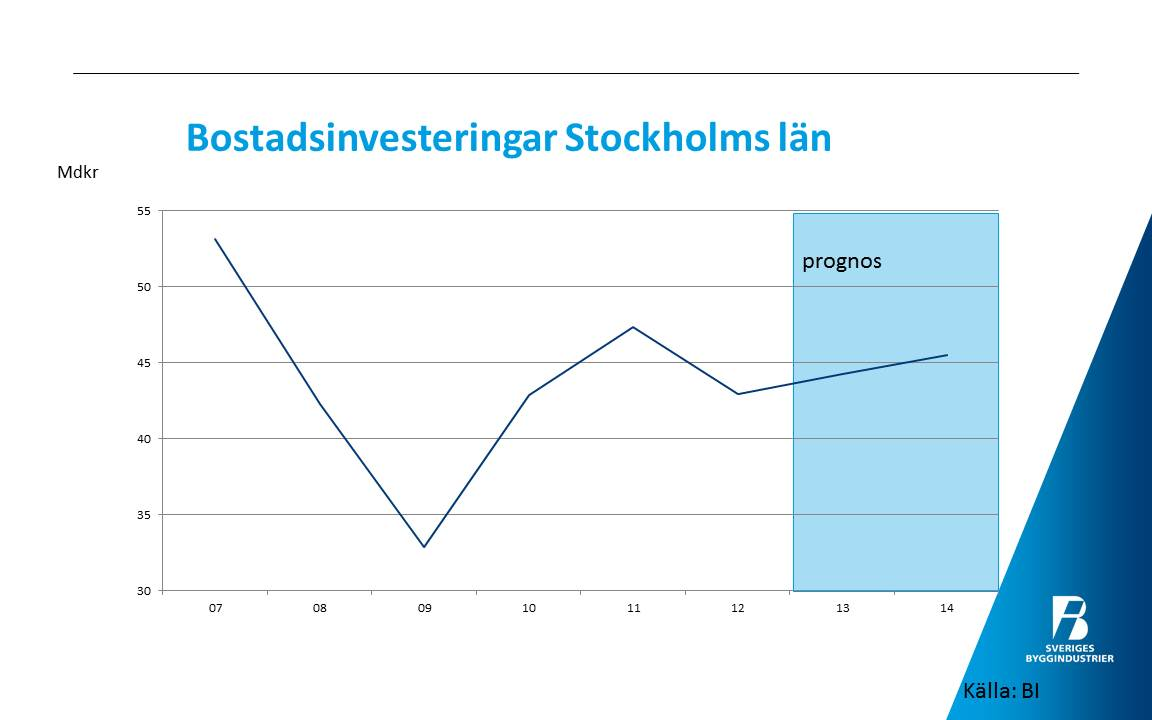 Bostadsinvesteringar Stockholms län
Mdkr
55
prognos
50
45
40
35
30
07 08 09 10 11 12 13 14
SVERIGES
BYGGINDUSTRIER
Källa: BI